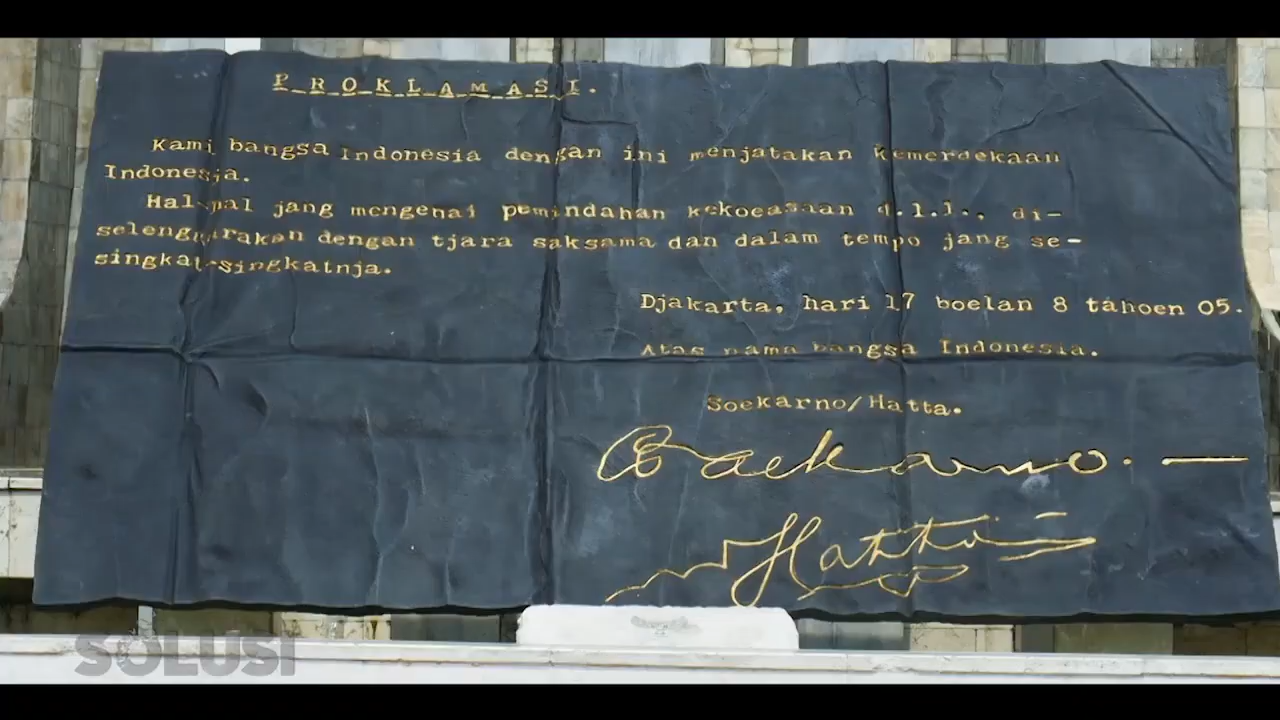 PROKLAMASI.
Kami bangsa Indonesia dengan ini menjatakan kemerdekaan
Indonesia.
Hal-hal jang mengenai pemindahan kekoeasaan d.l.l., di-
selenggarakan dengan tjara saksama dan dalam tempo jang se-
singkat-singkatnja.
Djakarta, hari 17 boelan 8 tahoen 05.
Atas nama bangsa Indonesia.
Soekarno/Hatta.
Soekarno.—
Hatta
SOLUSI